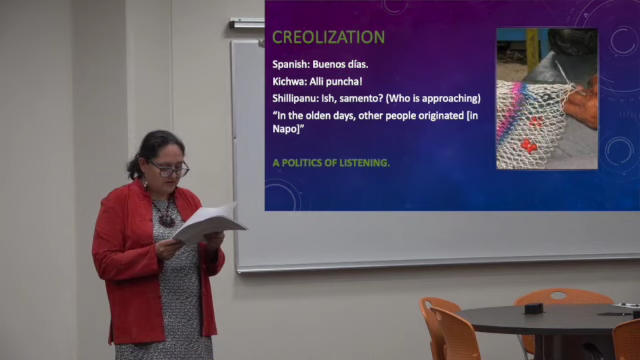 CREOLIZATION
Spanish: Buenos días.
Kichwa: Alli puncha!
Shillipanu: Ish, samento? (Who is approaching)
“In the olden days, other people originated [in
Napo]”
A POLITICS OF LISTENING.